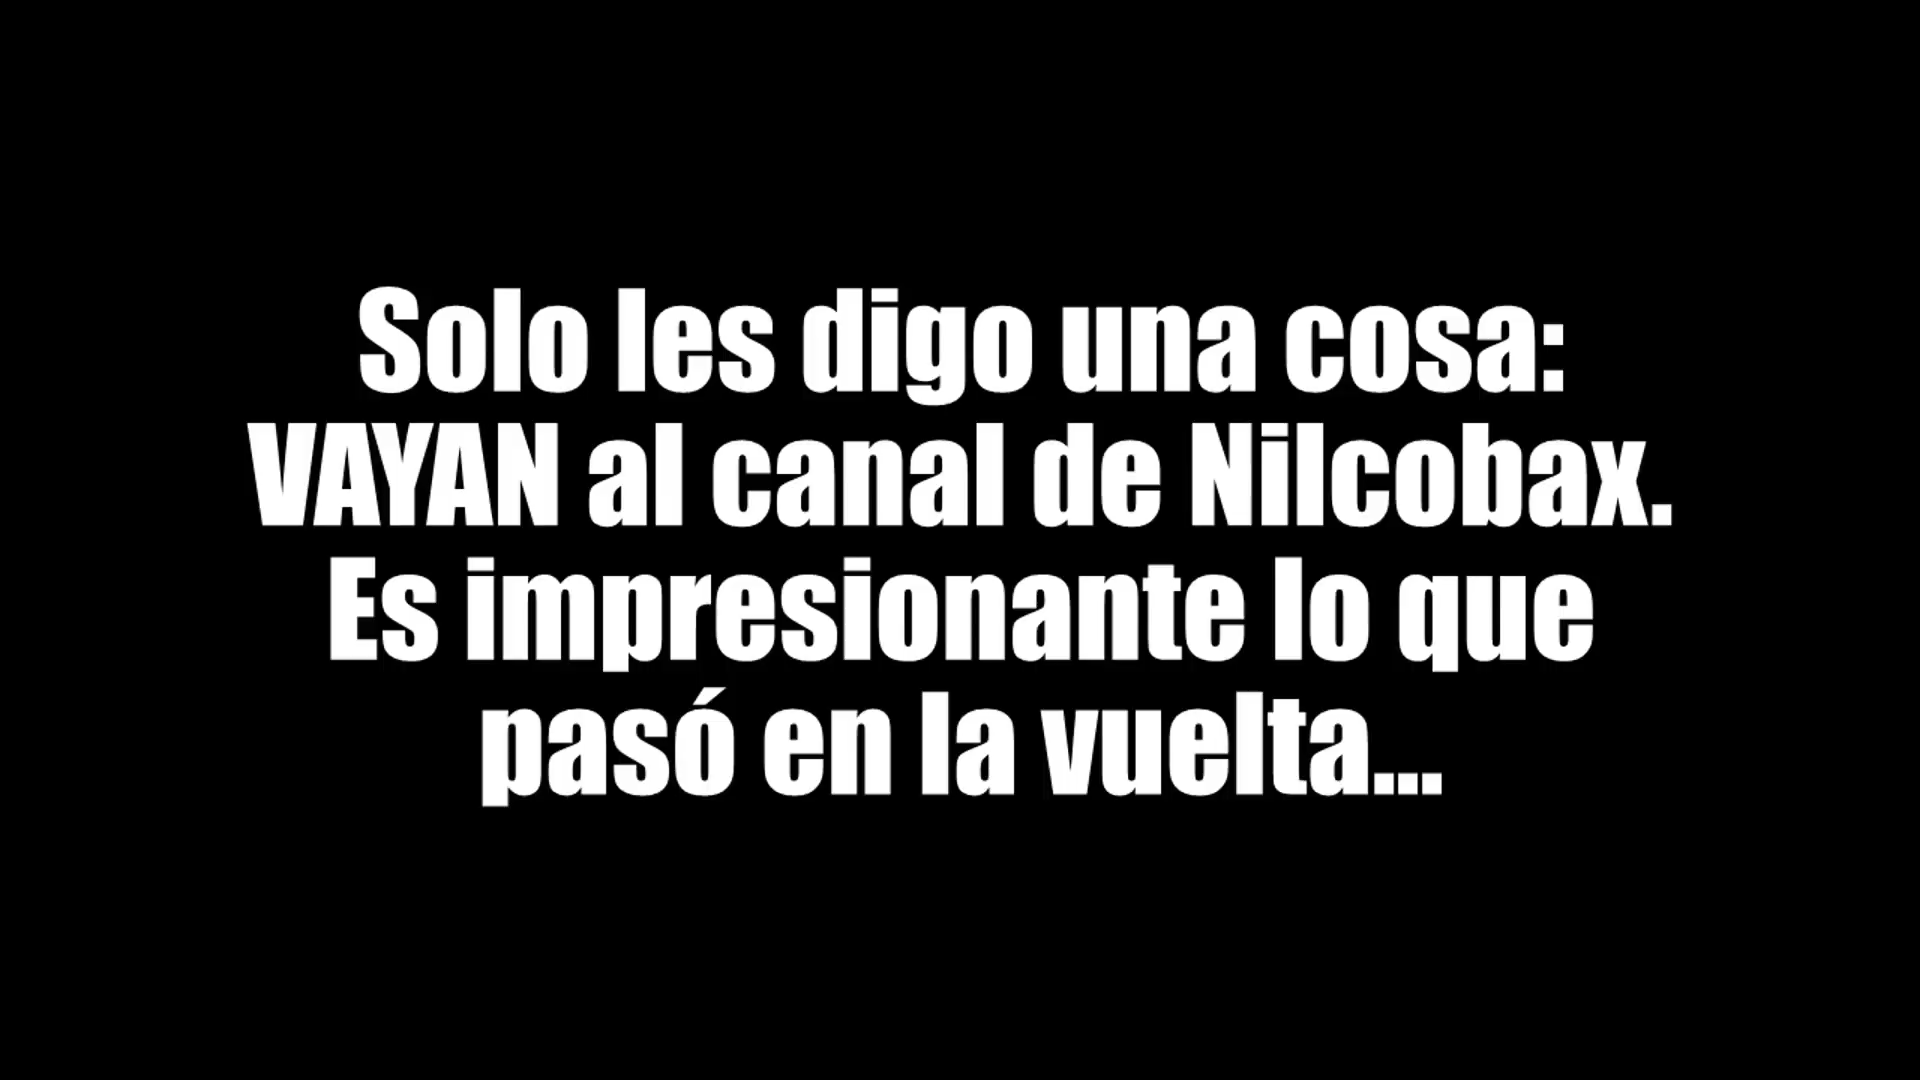 Solo les digo una cosa:
VAYAN al canal de Nilcobax.
Es impresionante lo que
pasó en la vuelta...